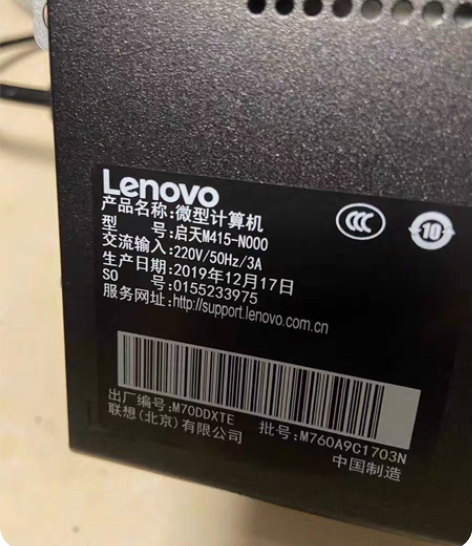 Lenovo
产品名称:微型计算机
型 号:启天M415-N000
交流输入:220V/50Hz/3A
生产日期:2019年12月17日
SO 号:0155233975
服务网址:http://support.lenovo.com.cn
CCC
10
出厂编号:M70DDXTE 批号:M760A9C1703N
联想(北京)有限公司
中国制造